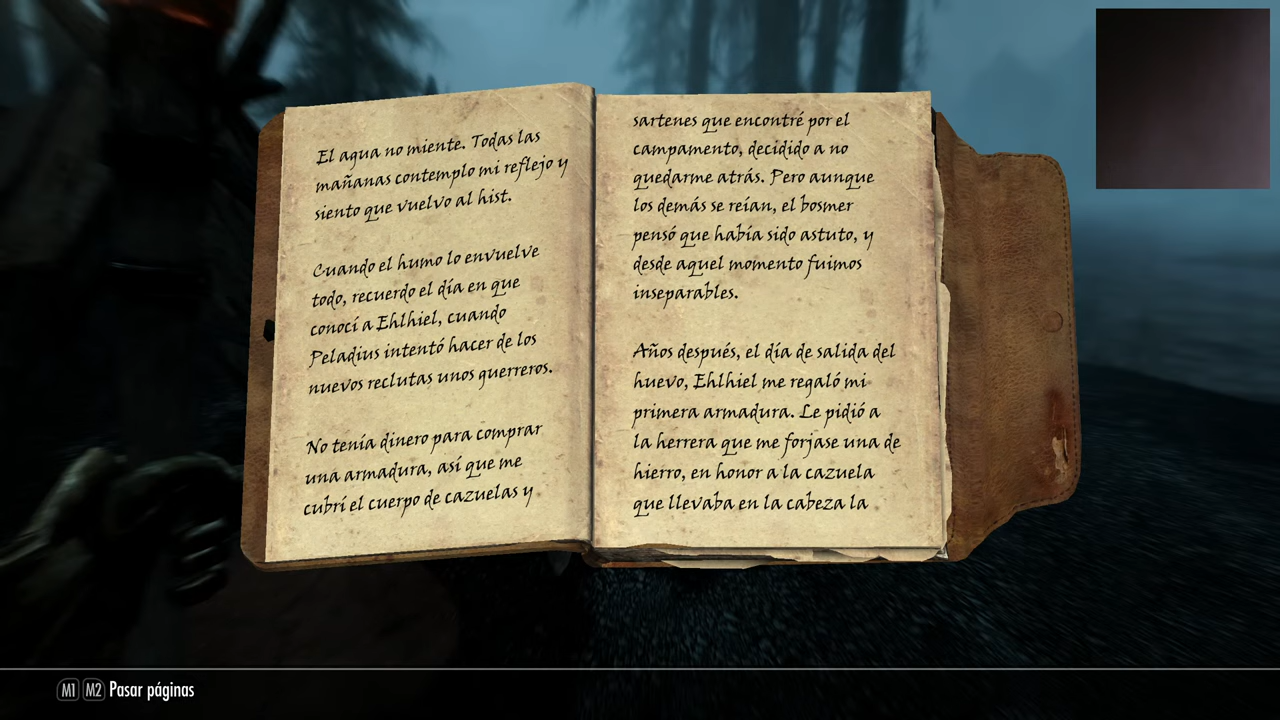 El agua no miente. Todas las
mañanas contemplo mi reflejo y
siento que vuelvo al hist.
Cuando el humo lo envuelve
todo, recuerdo el día en que
conocí a Ehlhiel, cuando
Peladius intentó hacer de los
nuevos reclutas unos guerreros.
No tenía dinero para comprar
una armadura, así que me
cubrí el cuerpo de cazuelas y
sartenes que encontré por el
campamento, decidido a no
quedarme atrás. Pero aunque
los demás se reían, el bosmer
pensó que había sido astuto, y
desde aquel momento fuimos
inseparables.
Años después, el día de salida del
huevo, Ehlhiel me regaló mi
primera armadura. Le pidió a
la herrera que me forjase una de
hierro, en honor a la cazuela
que llevaba en la cabeza la
M1 M2 Pasar páginas